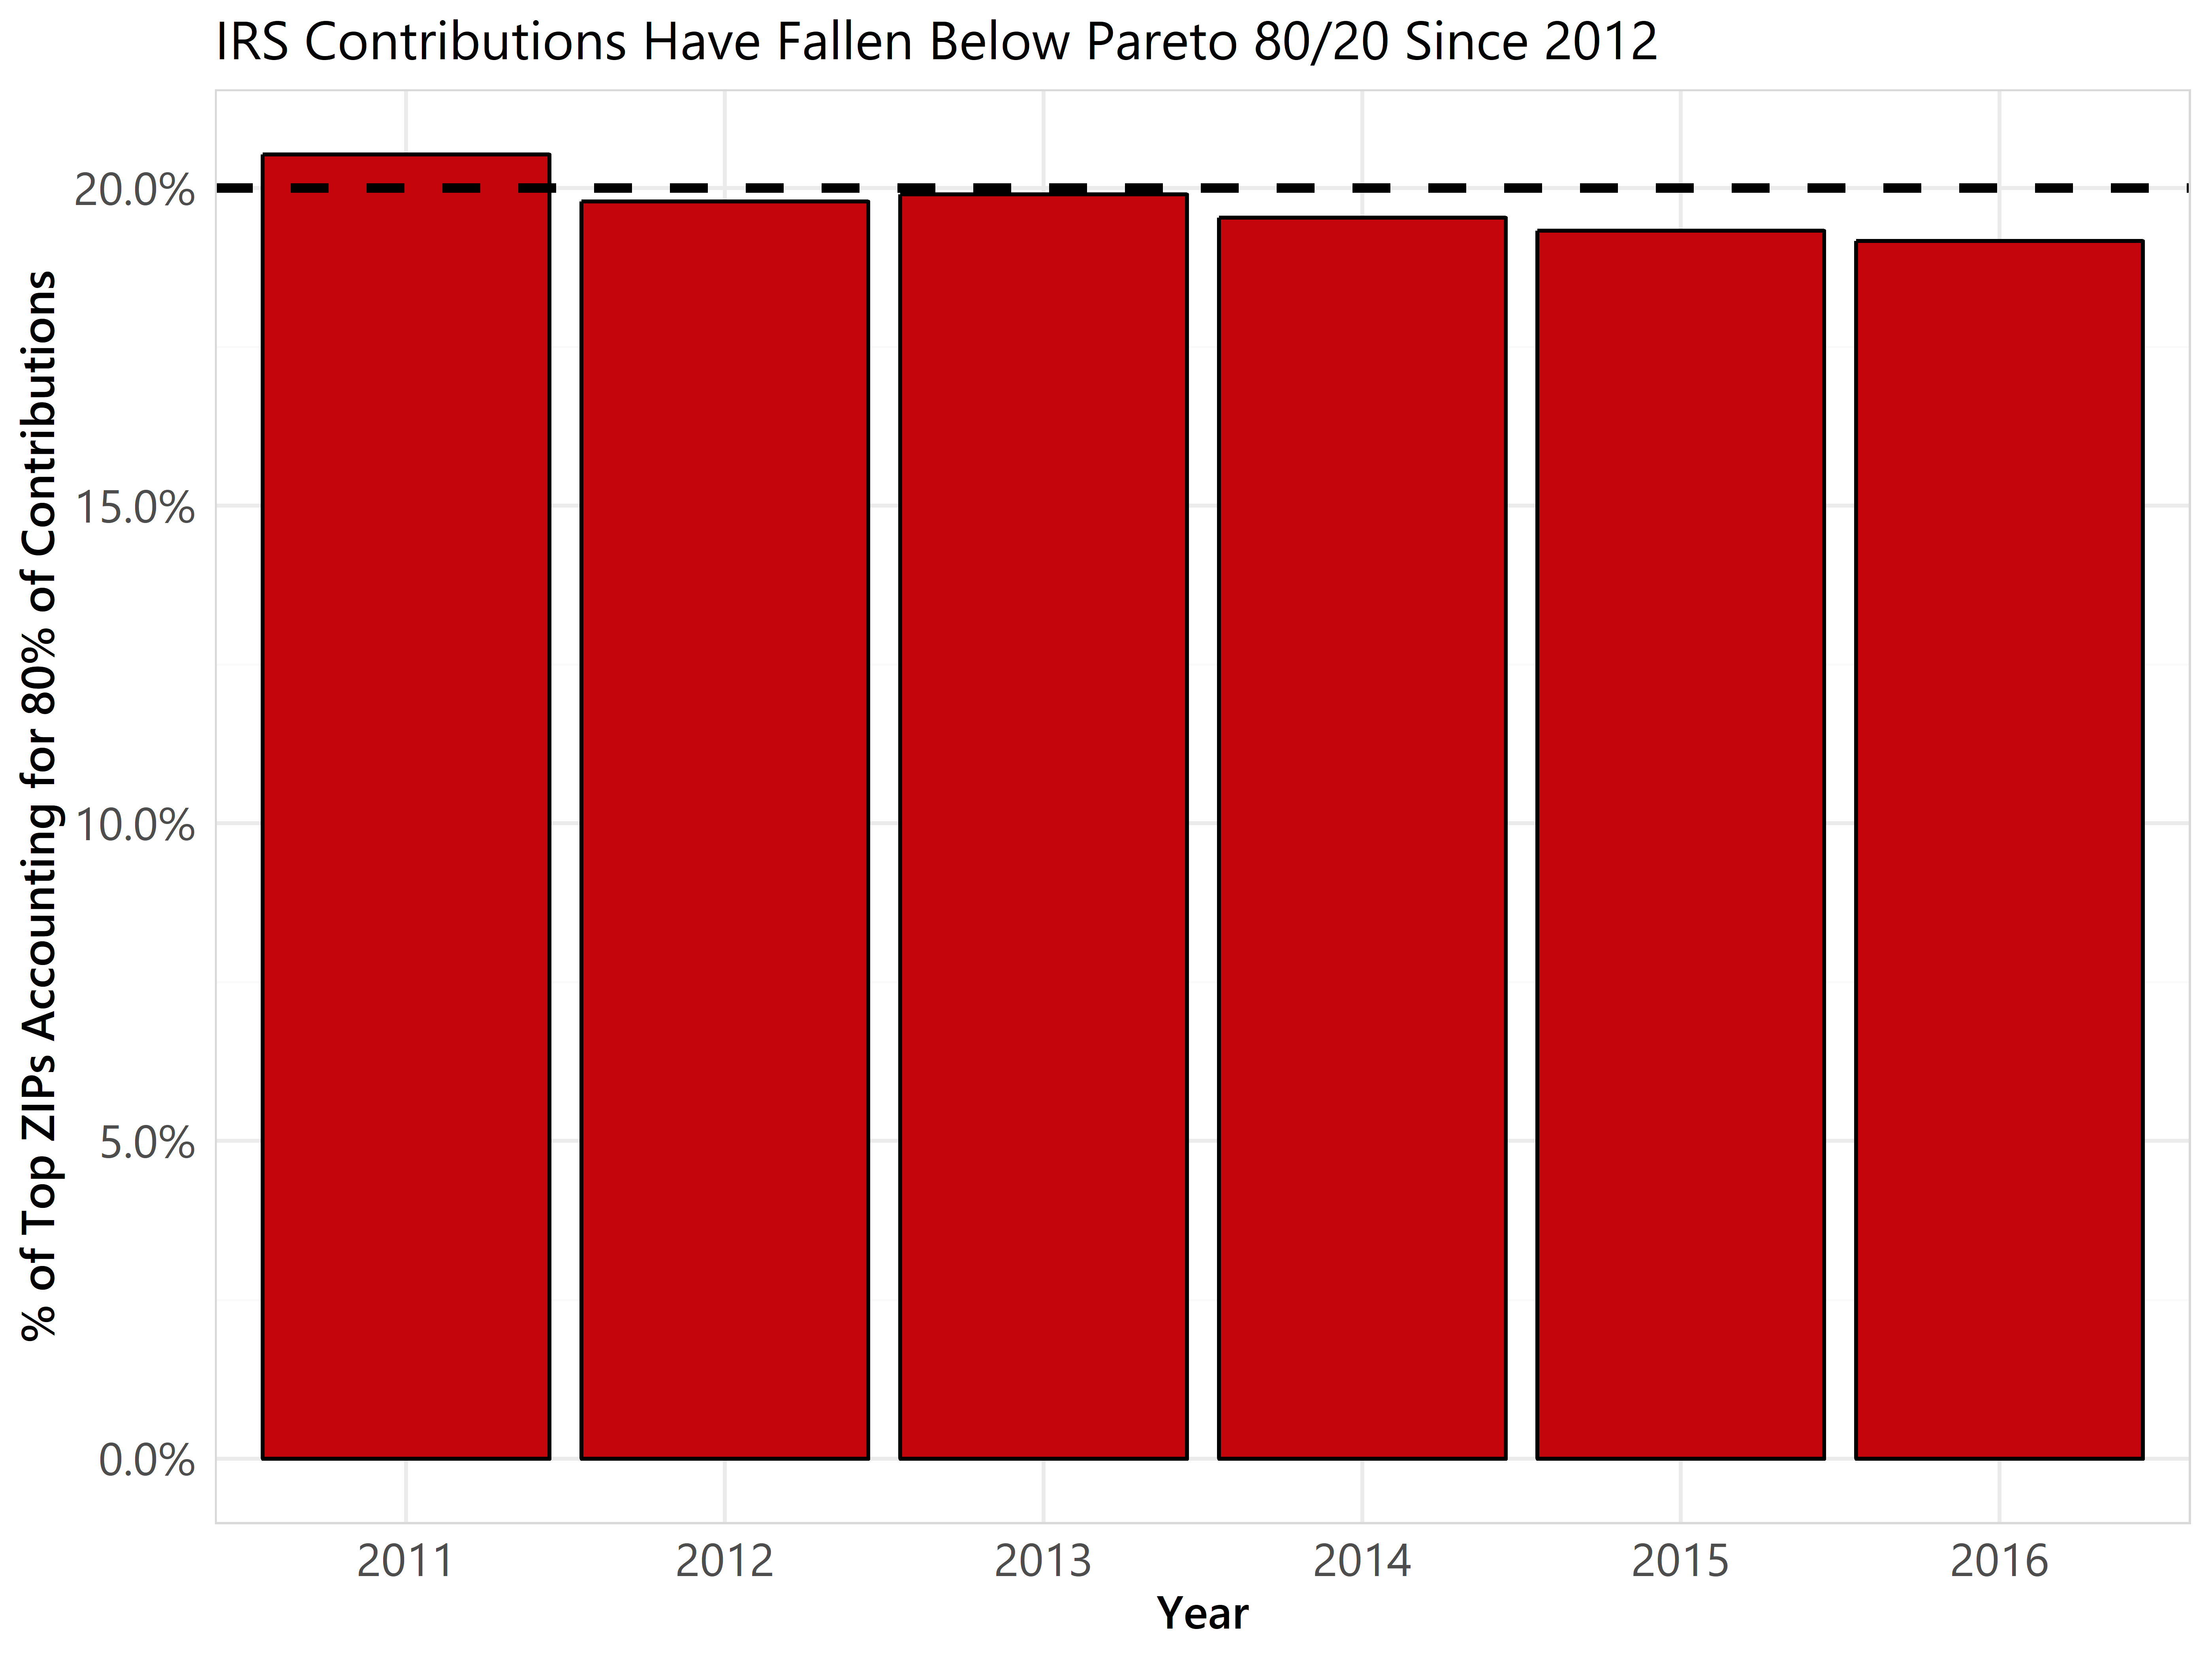 IRS Contributions Have Fallen Below Pareto 80/20 Since 2012
% of Top ZIPs Accounting for 80% of Contributions
20.0%
15.0%
10.0%
5.0%
0.0%
2011 2012 2013 2014 2015 2016
Year